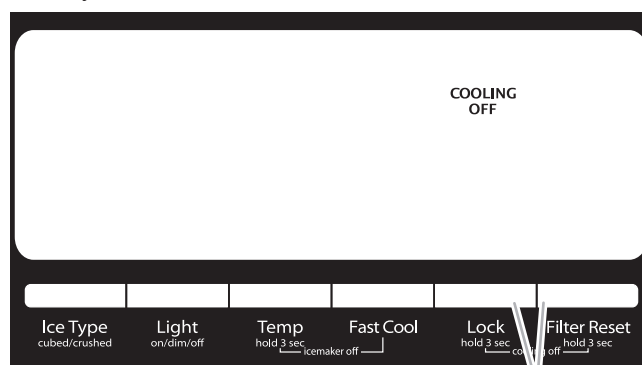 COOLING
OFF
Ice Type Light Temp Fast Cool Lock Filter Reset
cubed/crushed on/dim/off hold 3 sec hold 3 sec hold 3 sec
icemaker off cooling off